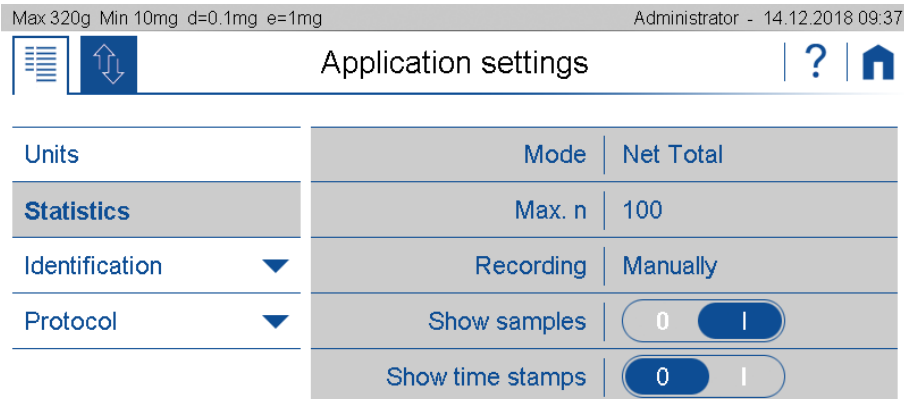 Max 320g Min 10mg d=0.1mg e=1mg Administrator - 14.12.2018 09:37
Application settings ?
Units
Statistics
Identification
Protocol
Mode Net Total
Max. n 100
Recording Manually
Show samples 0 I
Show time stamps 0 I